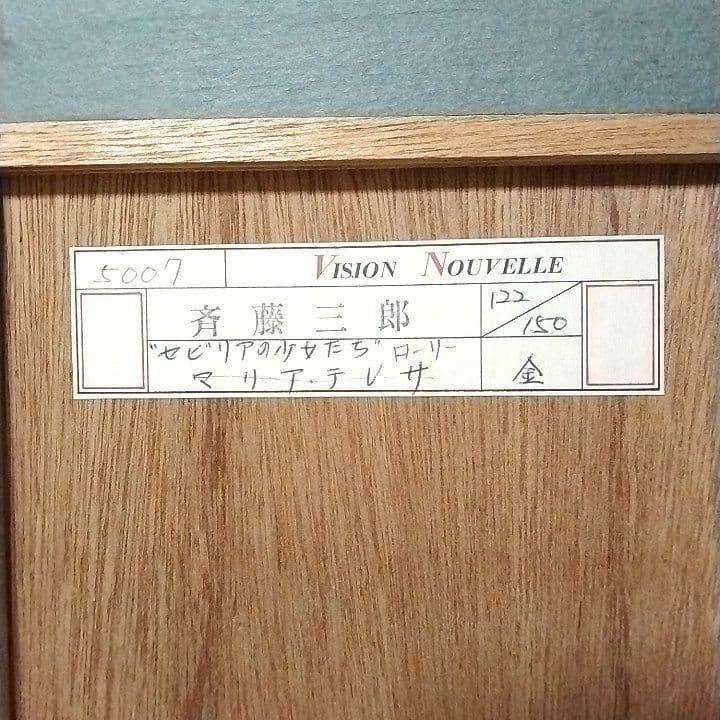 5007
VISION NOUVELLE
斉藤三郎
122/150
"セビリアの少女たち" ローリー
マリア・テレサ
金